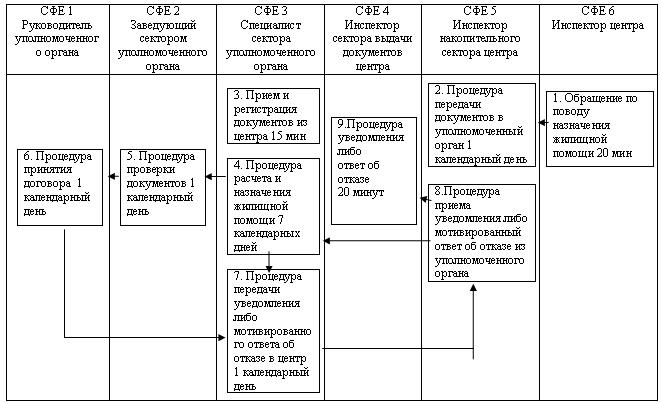 СФЕ 1
Руководитель
уполномоченног
о органа
СФЕ 2
Заведующий
сектором
уполномоченного
органа
СФЕ 3
Специалист
сектора
уполномоченного
органа
СФЕ 4
Инспектор
сектора выдачи
документов
центра
СФЕ 5
Инспектор
накопительного
сектора центра
СФЕ 6
Инспектор центра
1. Обращение по
поводу
назначения
жилищной
помощи 20 мин
2. Процедура
передачи
документов в
уполномоченный
орган 1
календарный день
3. Прием и
регистрация
документов из
центра 15 мин
4. Процедура
расчета и
назначения
жилищной
помощи 7
календарных
дней
5. Процедура
проверки
документов 1
календарный
день
6. Процедура
принятия
договора 1
календарный
день
7. Процедура
передачи
уведомления
либо
мотивированно
го ответа об
отказе в центр
1 календарный
день
8.Процедура
приема
уведомления либо
мотивированный
ответ об отказе из
уполномоченного
органа
9.Процедура
уведомления
либо
ответ об
отказе
20 минут